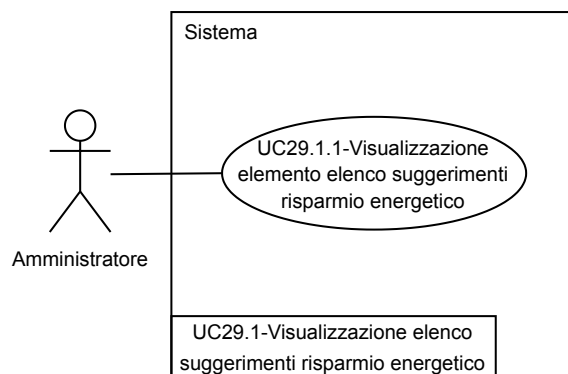 Sistema
UC29.1.1-Visualizzazione
elemento elenco suggerimenti
risparmio energetico
Amministratore
UC29.1-Visualizzazione elenco
suggerimenti risparmio energetico